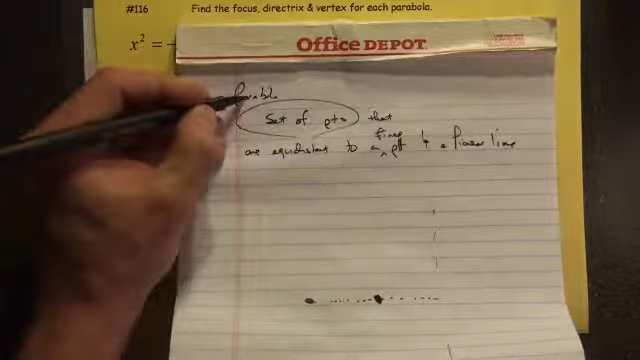 #116 Find the focus, directrix & vertex for each parabola.
x² = -
Office DEPOT
Parabola
Set of pts that
fixed
are equidistant to a pt & a fixed line